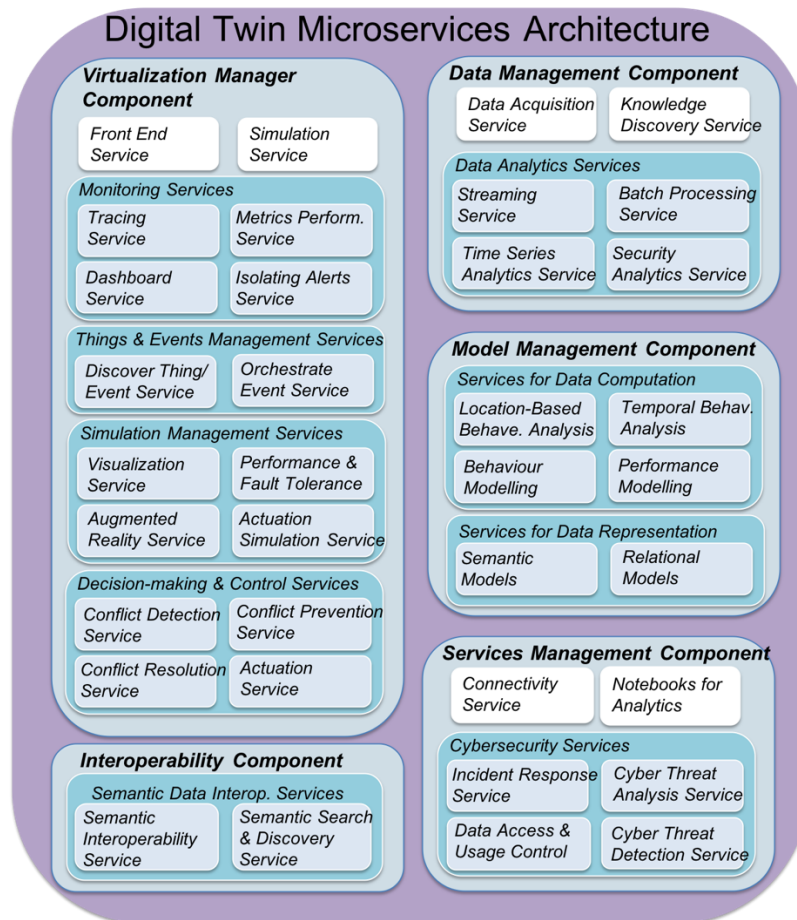 Digital Twin Microservices Architecture
Virtualization Manager
Component
Front End
Service
Simulation
Service
Monitoring Services
Tracing
Service
Metrics Perform.
Service
Dashboard
Service
Isolating Alerts
Service
Things & Events Management Services
Discover Thing/
Event Service
Orchestrate
Event Service
Simulation Management Services
Visualization
Service
Performance &
Fault Tolerance
Augmented
Reality Service
Actuation
Simulation Service
Decision-making & Control Services
Conflict Detection
Service
Conflict Prevention
Service
Conflict Resolution
Service
Actuation
Service
Interoperability Component
Semantic Data Interop. Services
Semantic
Interoperability
Service
Semantic Search
& Discovery
Service
Data Management Component
Data Acquisition
Service
Knowledge
Discovery Service
Data Analytics Services
Streaming
Service
Batch Processing
Service
Time Series
Analytics Service
Security
Analytics Service
Model Management Component
Services for Data Computation
Location-Based
Behave. Analysis
Temporal Behav.
Analysis
Behaviour
Modelling
Performance
Modelling
Services for Data Representation
Semantic
Models
Relational
Models
Services Management Component
Connectivity
Service
Notebooks for
Analytics
Cybersecurity Services
Incident Response
Service
Cyber Threat
Analysis Service
Data Access &
Usage Control
Cyber Threat
Detection Service